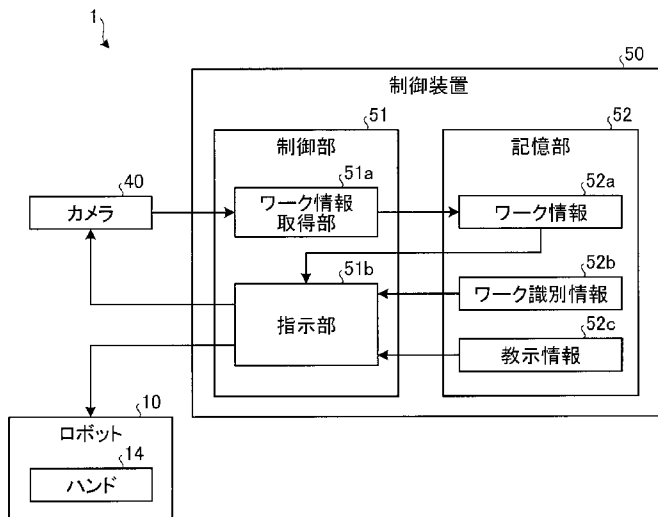 1
50
制御装置
51
制御部
52
記憶部
40
カメラ
51a
ワーク情報
取得部
52a
ワーク情報
51b
指示部
52b
ワーク識別情報
52c
教示情報
10
ロボット
14
ハンド